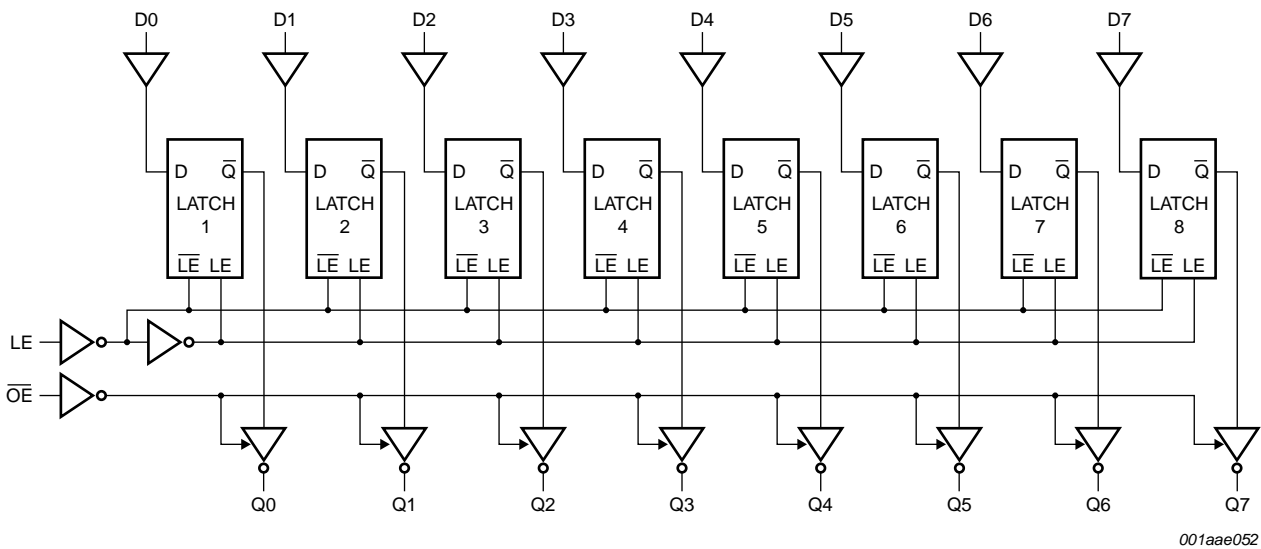 D0 D1 D2 D3 D4 D5 D6 D7
D Q̅ D Q̅ D Q̅ D Q̅ D Q̅ D Q̅ D Q̅ D Q̅
LATCH LATCH LATCH LATCH LATCH LATCH LATCH LATCH
1 2 3 4 5 6 7 8
L̅E̅ LE L̅E̅ LE L̅E̅ LE L̅E̅ LE L̅E̅ LE L̅E̅ LE L̅E̅ LE L̅E̅ LE
LE
O̅E̅
Q0 Q1 Q2 Q3 Q4 Q5 Q6 Q7
001aae052